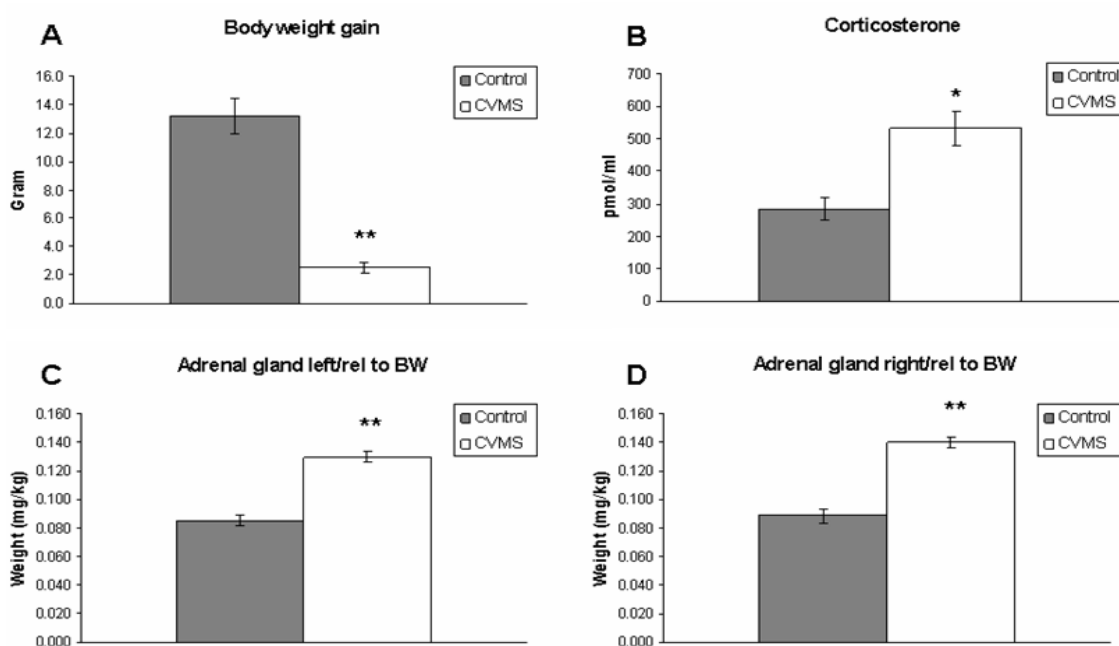 A
Body weight gain
Gram
16.0
14.0
12.0
10.0
8.0
6.0
4.0
2.0
0.0
**
Control
CVMS
B
Corticosterone
pmol/ml
700
600
500
400
300
200
100
0
*
Control
CVMS
C
Adrenal gland left/rel to BW
Weight (mg/kg)
0.160
0.140
0.120
0.100
0.080
0.060
0.040
0.020
0.000
**
Control
CVMS
D
Adrenal gland right/rel to BW
Weight (mg/kg)
0.160
0.140
0.120
0.100
0.080
0.060
0.040
0.020
0.000
**
Control
CVMS